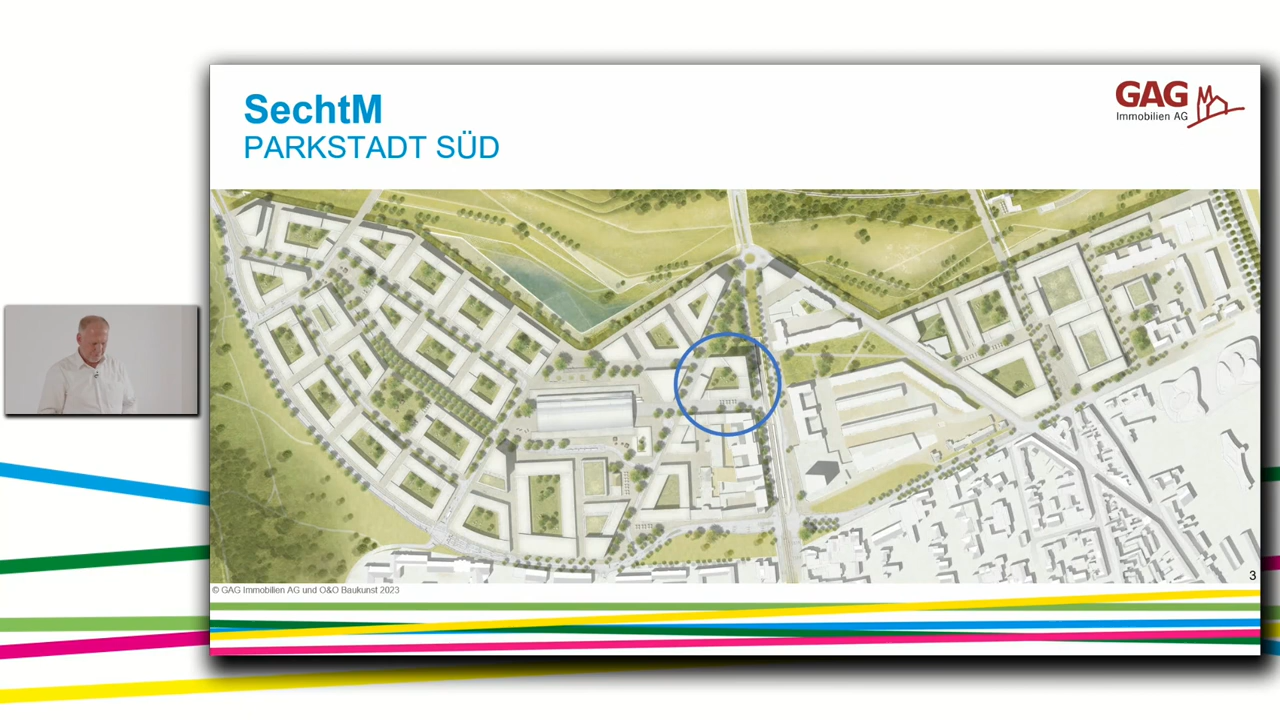 SechtM
PARKSTADT SÜD
GAG
Immobilien AG
3
© GAG Immobilien AG und O&O Baukunst 2023